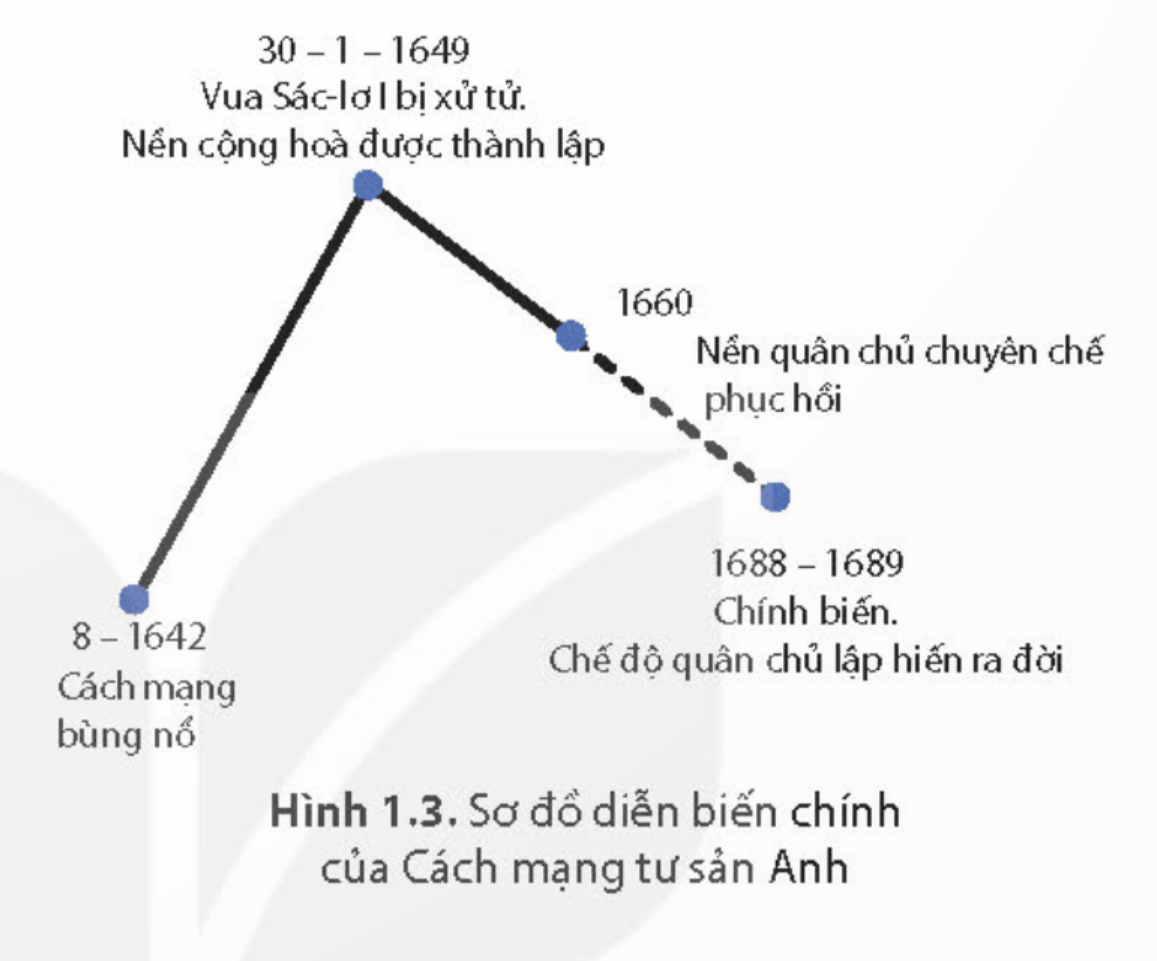 30 – 1 – 1649
Vua Sác-lơ I bị xử tử.
Nền cộng hoà được thành lập
1660
Nền quân chủ chuyên chế
phục hồi
1688 – 1689
Chính biến.
Chế độ quân chủ lập hiến ra đời
8 – 1642
Cách mạng
bùng nổ
Hình 1.3. Sơ đồ diễn biến chính
của Cách mạng tư sản Anh